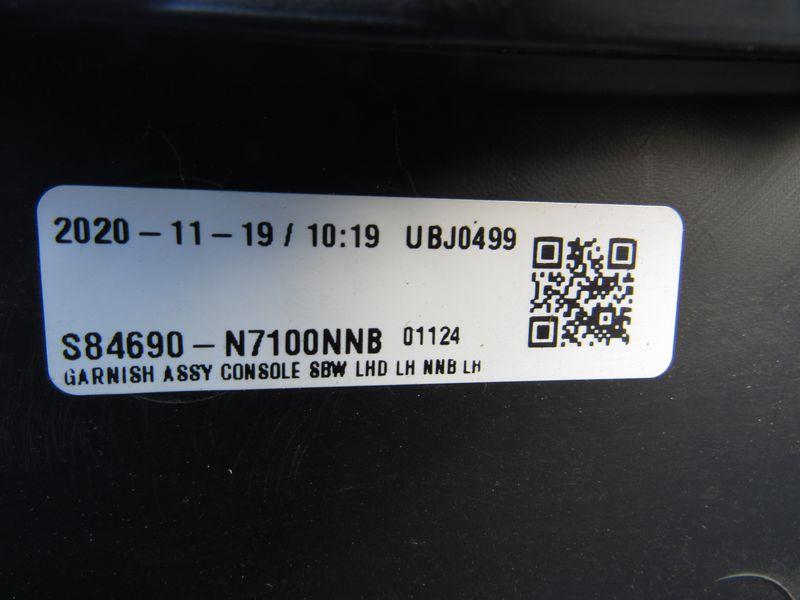 2020-11-19 / 10:19 UBJ0499
S84690-N7100NNB 01124
GARNISH ASSY CONSOLE SBW LHD LH NNB LH